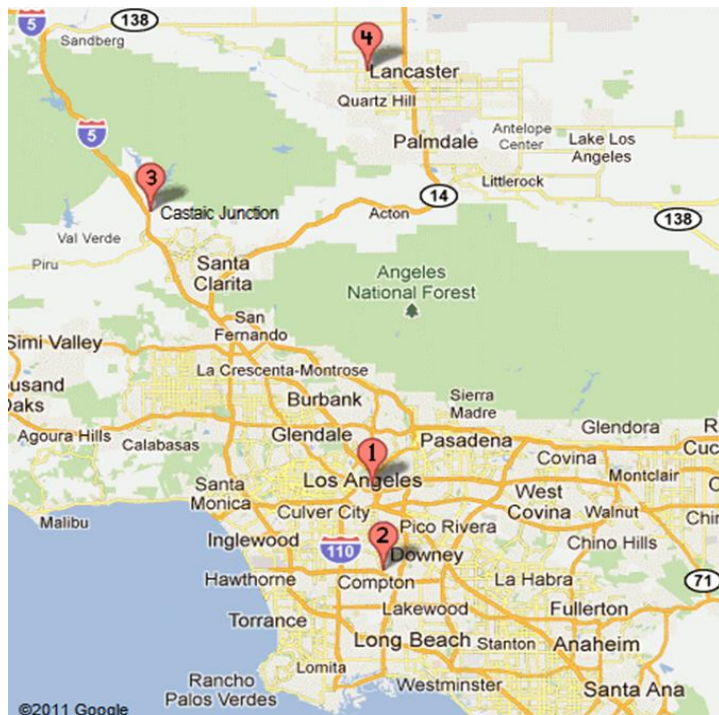 5
138
Sandberg
4
Lancaster
Quartz Hill
5
Palmdale
Antelope
Center
Lake Los
Angeles
3
Littlerock
14
Castaic Junction
Acton
138
Val Verde
Piru
Santa
Clarita
Angeles
National Forest
San
Fernando
Simi Valley
La Crescenta-Montrose
usand
Oaks
Burbank
Sierra
Madre
Agoura Hills
Calabasas
Glendale
1
Pasadena
Glendora
R
Cuc
Covina
Montclair
Los Angeles
Santa
Monica
Culver City
West
Covina
Walnut
Chin
Malibu
Pico Rivera
2
Inglewood
110
Downey
Chino Hills
Hawthorne
Compton
La Habra
71
Torrance
Lakewood
Fullerton
Long Beach
Stanton
Anaheim
Lomita
Rancho
Palos Verdes
Westminster
Santa Ana
©2011 Google